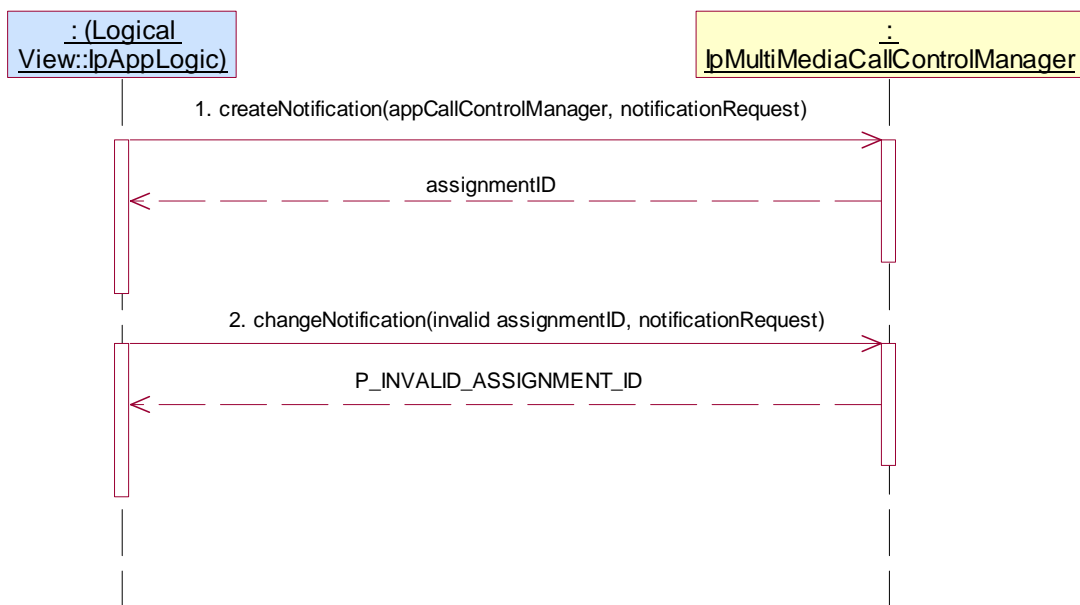 : (Logical
View::IpAppLogic)
:
IpMultiMediaCallControlManager
1. createNotification(appCallControlManager, notificationRequest)
assignmentID
2. changeNotification(invalid assignmentID, notificationRequest)
P_INVALID_ASSIGNMENT_ID